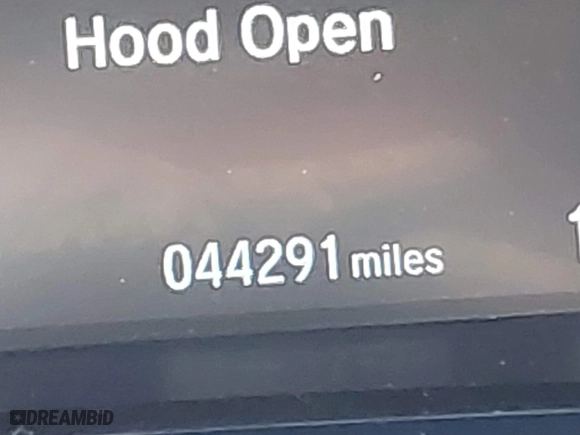 Hood Open
044291 miles
DREAMBID